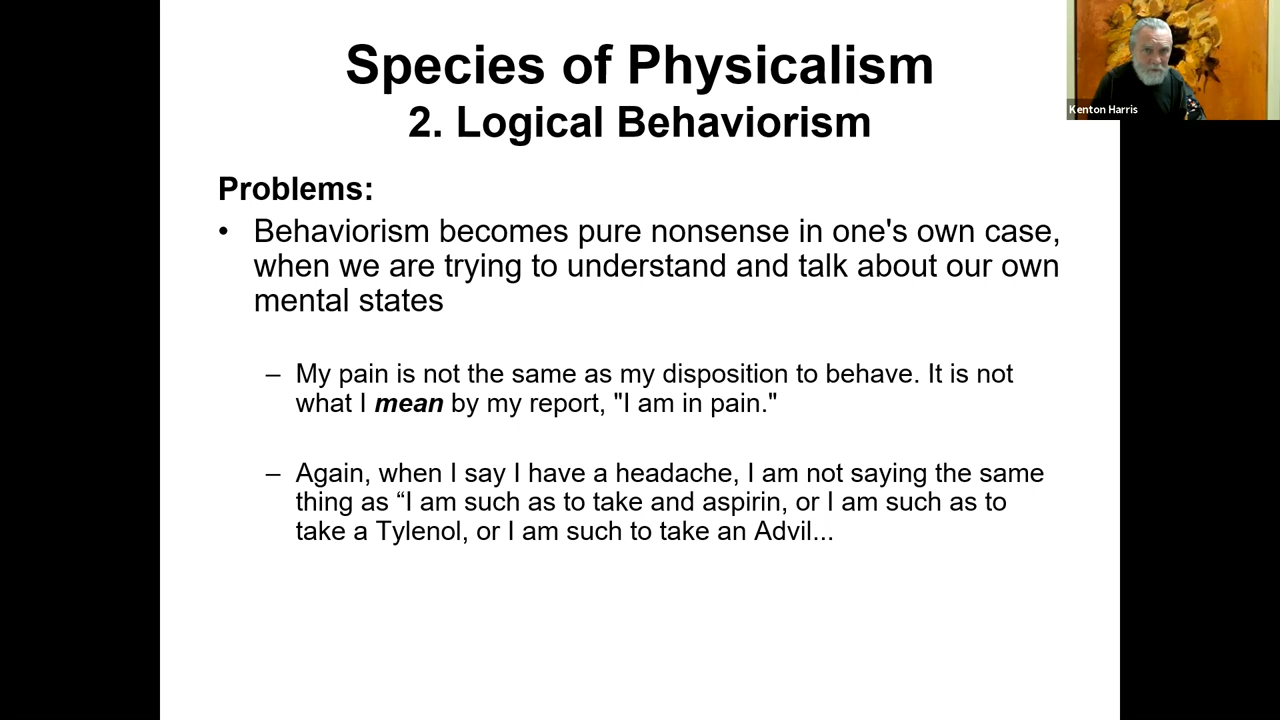 Species of Physicalism
2. Logical Behaviorism
Kenton Harris
Problems:
• Behaviorism becomes pure nonsense in one's own case,
when we are trying to understand and talk about our own
mental states
– My pain is not the same as my disposition to behave. It is not
what I mean by my report, "I am in pain."
– Again, when I say I have a headache, I am not saying the same
thing as “I am such as to take and aspirin, or I am such as to
take a Tylenol, or I am such to take an Advil...